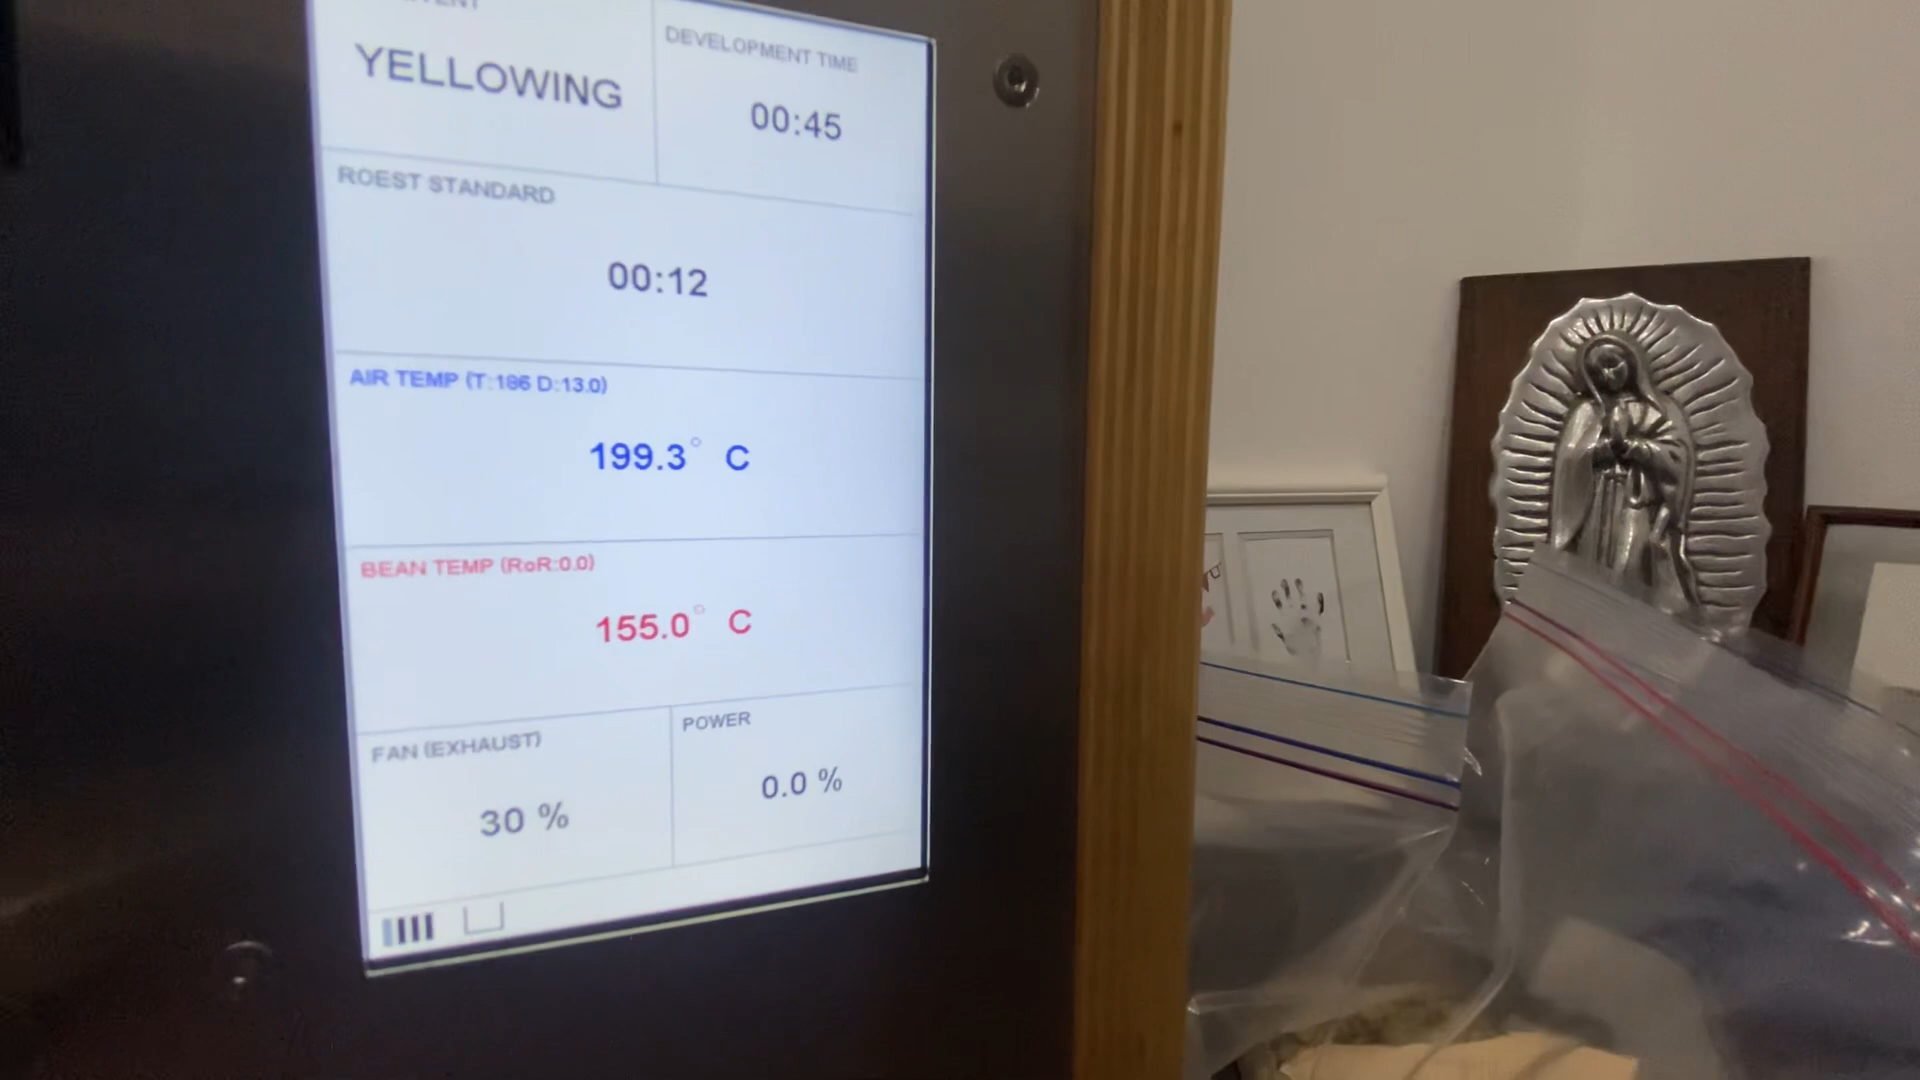 YELLOWING
DEVELOPMENT TIME
00:45
ROEST STANDARD
00:12
AIR TEMP (T:186 D:13.0)
199.3° C
BEAN TEMP (RoR:0.0)
155.0° C
FAN (EXHAUST)
30 %
POWER
0.0 %